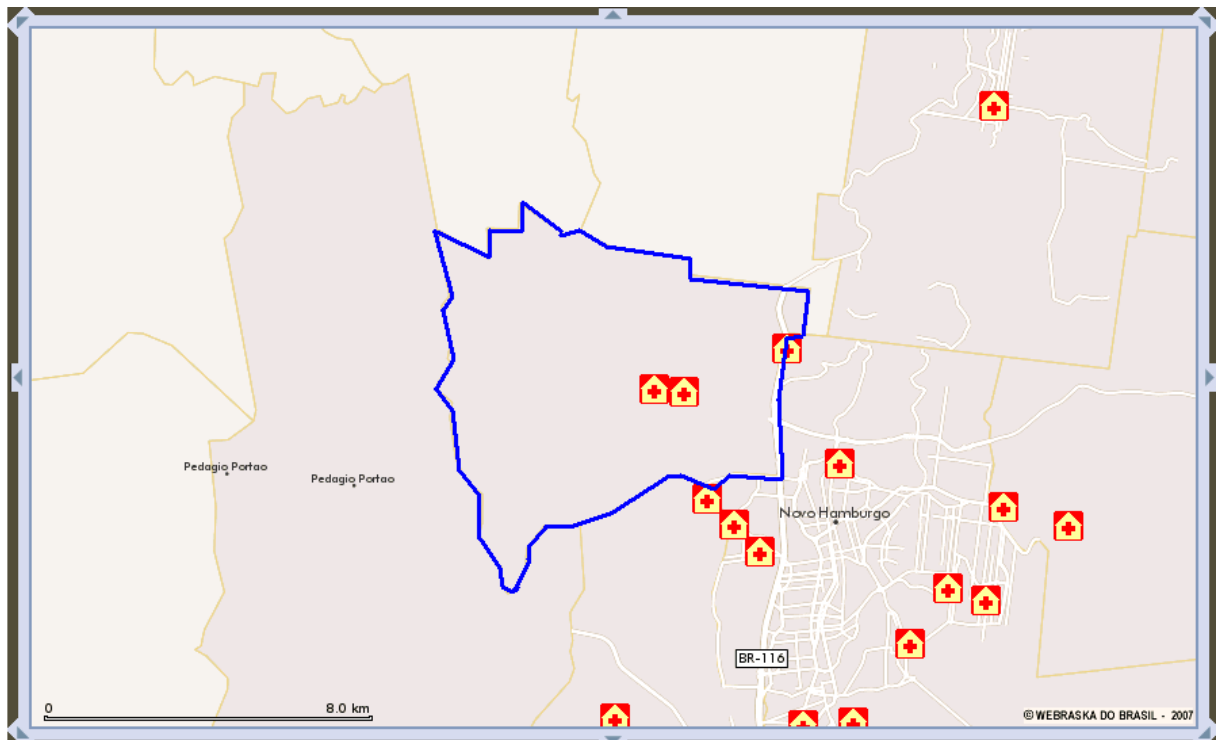 Pedagio Portao
Pedagio Portao
Novo Hamburgo
BR-116
0 8.0 km
© WEBRASKA DO BRASIL - 2007